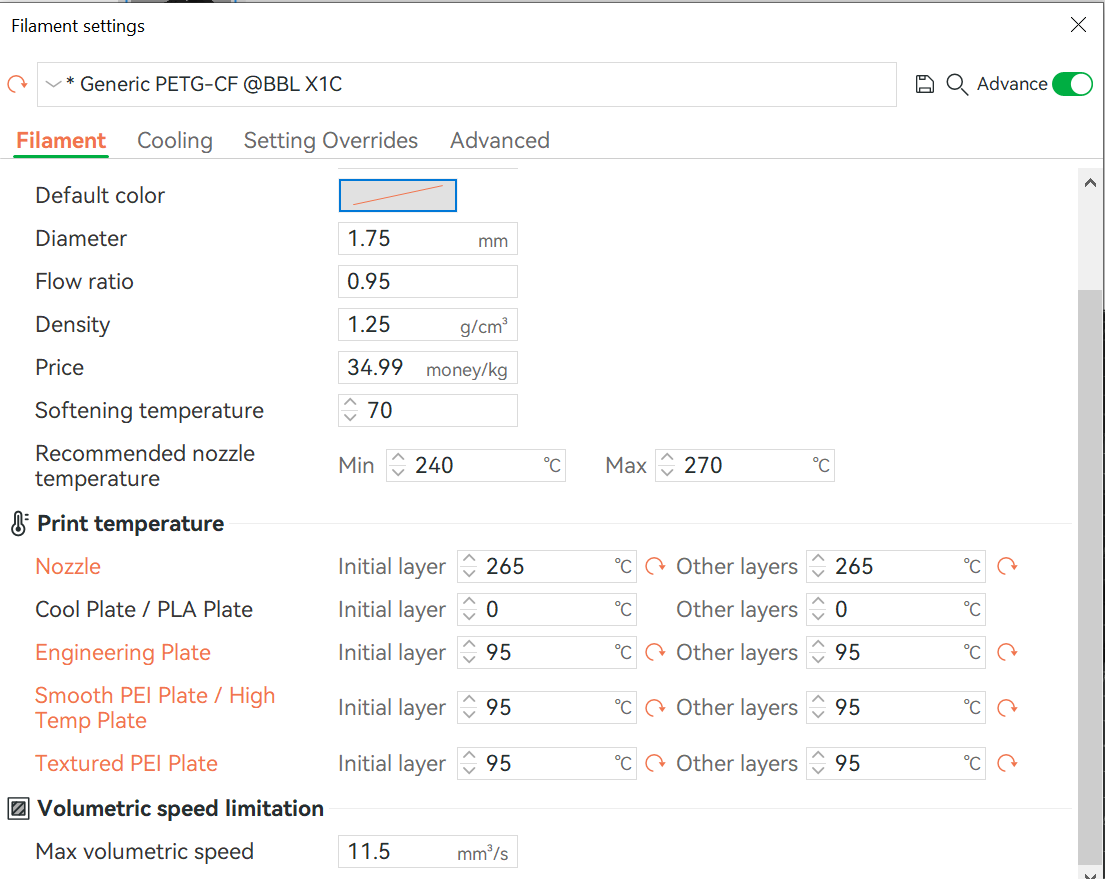 Filament settings
* Generic PETG-CF @BBL X1C
Advance
Filament Cooling Setting Overrides Advanced
Default color
Diameter 1.75 mm
Flow ratio 0.95
Density 1.25 g/cm³
Price 34.99 money/kg
Softening temperature 70
Recommended nozzle
temperature Min 240 °C Max 270 °C
Print temperature
Nozzle Initial layer 265 °C Other layers 265 °C
Cool Plate / PLA Plate Initial layer 0 °C Other layers 0 °C
Engineering Plate Initial layer 95 °C Other layers 95 °C
Smooth PEI Plate / High
Temp Plate Initial layer 95 °C Other layers 95 °C
Textured PEI Plate Initial layer 95 °C Other layers 95 °C
Volumetric speed limitation
Max volumetric speed 11.5 mm³/s